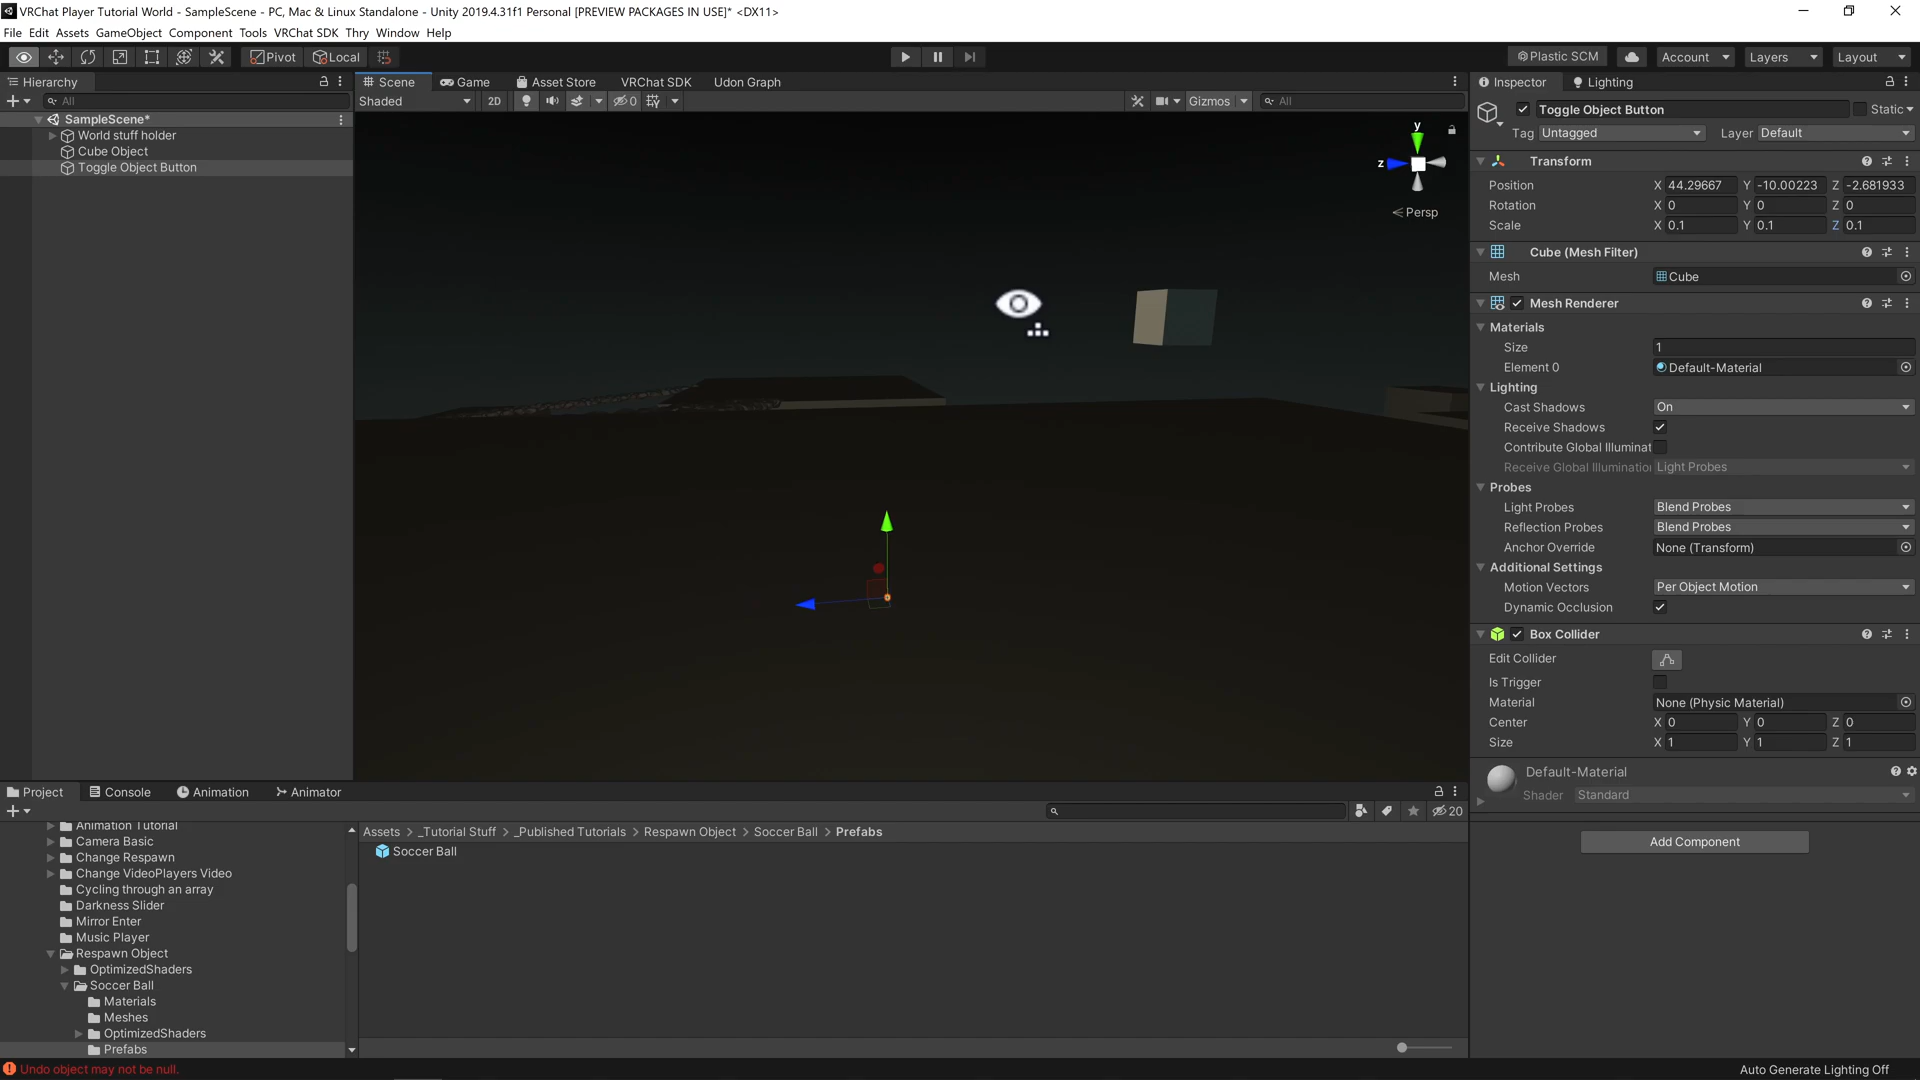 VRChat Player Tutorial World - SampleScene - PC, Mac & Linux Standalone - Unity 2019.4.31f1 Personal [PREVIEW PACKAGES IN USE]* <DX11>
File Edit Assets GameObject Component Tools VRChat SDK Thry Window Help
Pivot Local Plastic SCM Account Layers Layout
Hierarchy
All
SampleScene*
World stuff holder
Cube Object
Toggle Object Button
Scene Game Asset Store VRChat SDK Udon Graph
Shaded 2D 0 Gizmos All
y
z
Persp
Inspector Lighting
Toggle Object Button Static
Tag Untagged Layer Default
Transform
Position X 44.29667 Y -10.00223 Z -2.681933
Rotation X 0 Y 0 Z 0
Scale X 0.1 Y 0.1 Z 0.1
Cube (Mesh Filter)
Mesh Cube
Mesh Renderer
Materials
Size 1
Element 0 Default-Material
Lighting
Cast Shadows On
Receive Shadows
Contribute Global Illuminat
Receive Global Illumination Light Probes
Probes
Light Probes Blend Probes
Reflection Probes Blend Probes
Anchor Override None (Transform)
Additional Settings
Motion Vectors Per Object Motion
Dynamic Occlusion
Box Collider
Edit Collider
Is Trigger
Material None (Physic Material)
Center X 0 Y 0 Z 0
Size X 1 Y 1 Z 1
Default-Material
Shader Standard
Add Component
Project Console Animation Animator
20
Animation Tutorial
Camera Basic
Change Respawn
Change VideoPlayers Video
Cycling through an array
Darkness Slider
Mirror Enter
Music Player
Respawn Object
OptimizedShaders
Soccer Ball
Materials
Meshes
OptimizedShaders
Prefabs
Assets > _Tutorial Stuff > _Published Tutorials > Respawn Object > Soccer Ball > Prefabs
Soccer Ball
Undo object may not be null.
Auto Generate Lighting Off